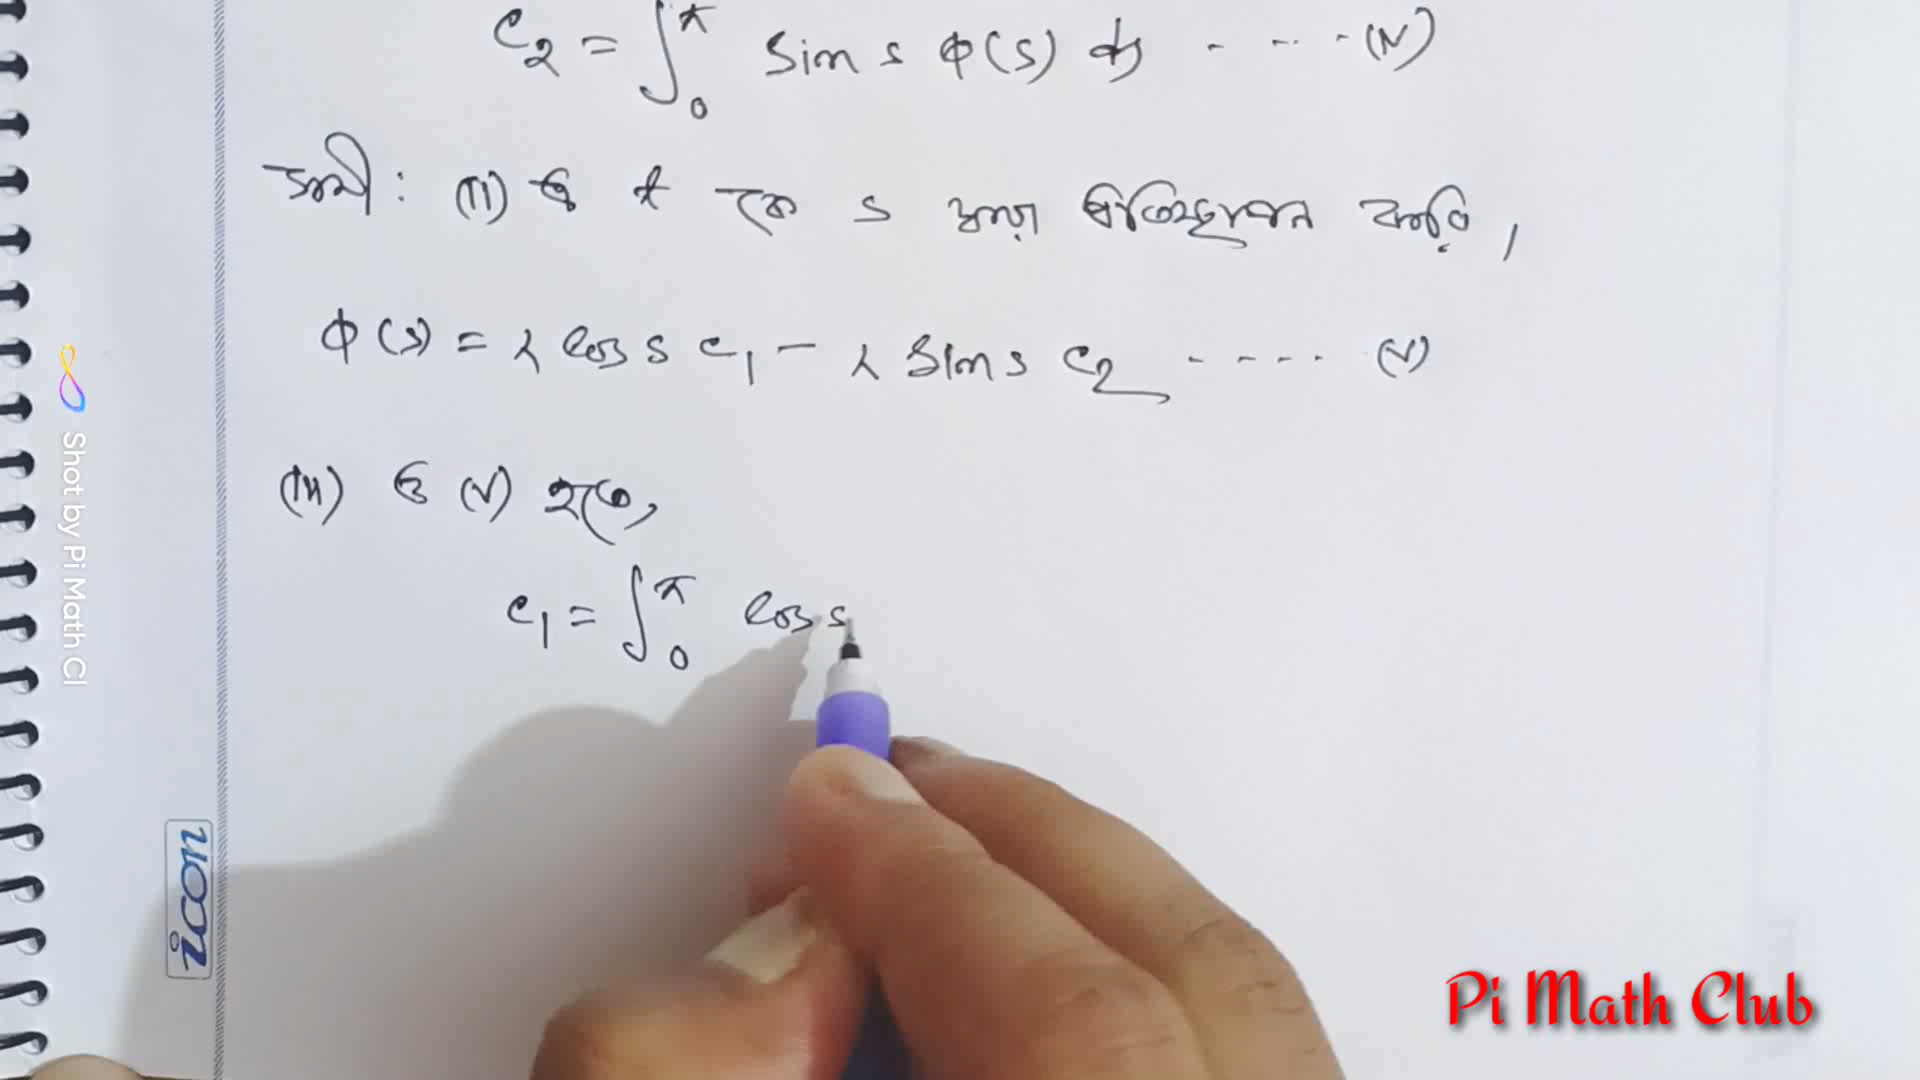 C₂ = ∫₀^π Sin s φ(s) ds - - - - (IV)
সমী: (II) এ t কে s দ্বারা প্রতিস্থাপন করি,
φ(s) = λ Cos s C₁ - λ Sin s C₂ - - - - (V)
(III) ও (V) হতে,
C₁ = ∫₀^π Cos s
Shot by Pi Math Cl
icon
Pi Math Club